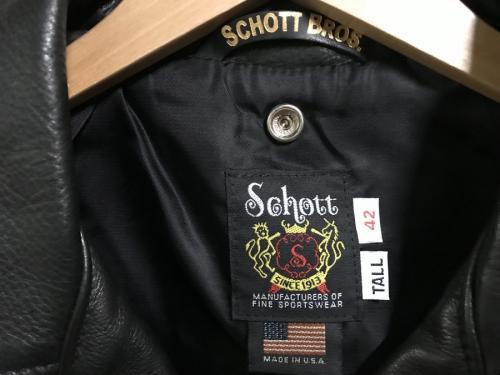 SCHOTT BROS.
Schott
S
SINCE 1913
MANUFACTURERS OF
FINE SPORTSWEAR
MADE IN U.S.A.
42
TALL